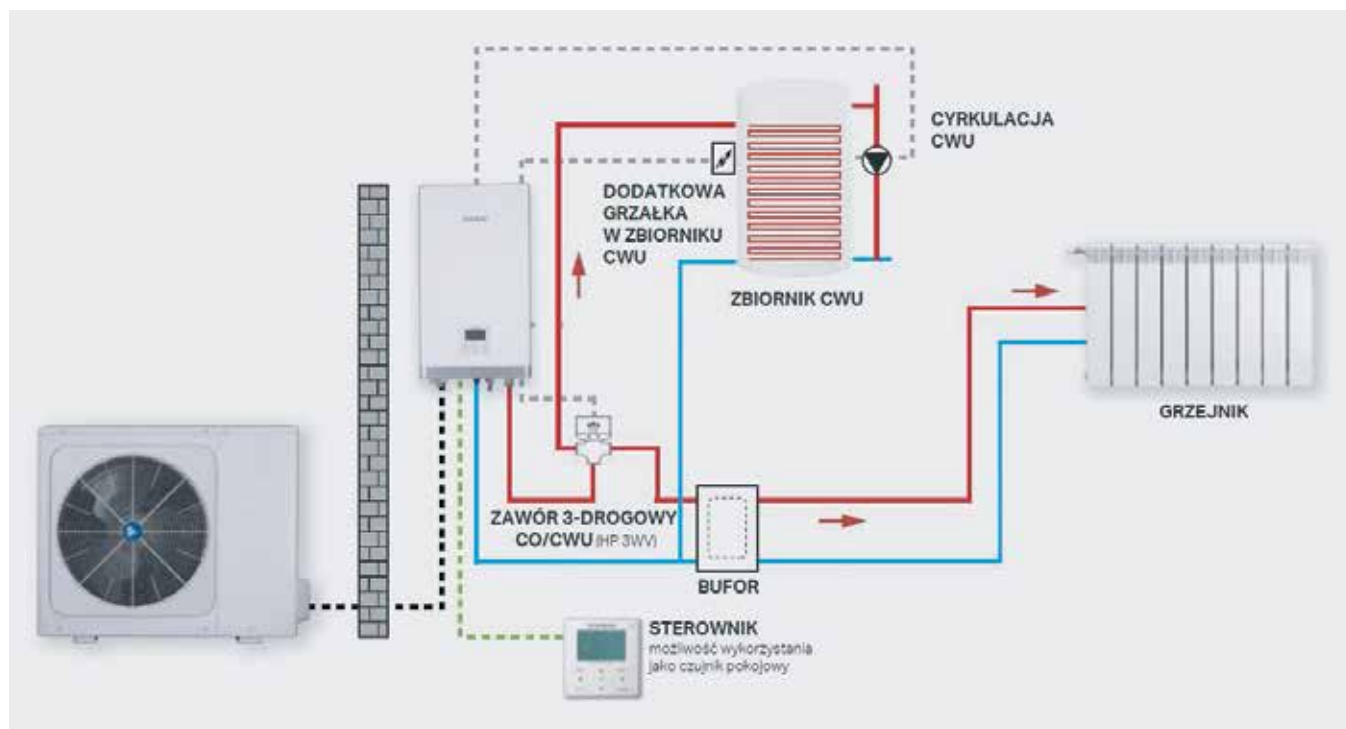 CYRKULACJA
CWU
DODATKOWA
GRZAŁKA
W ZBIORNIKU
CWU
ZBIORNIK CWU
GRZEJNIK
ZAWÓR 3-DROGOWY
CO/CWU (HP 3WV)
BUFOR
STEROWNIK
możliwość wykorzystania
jako czujnik pokojowy